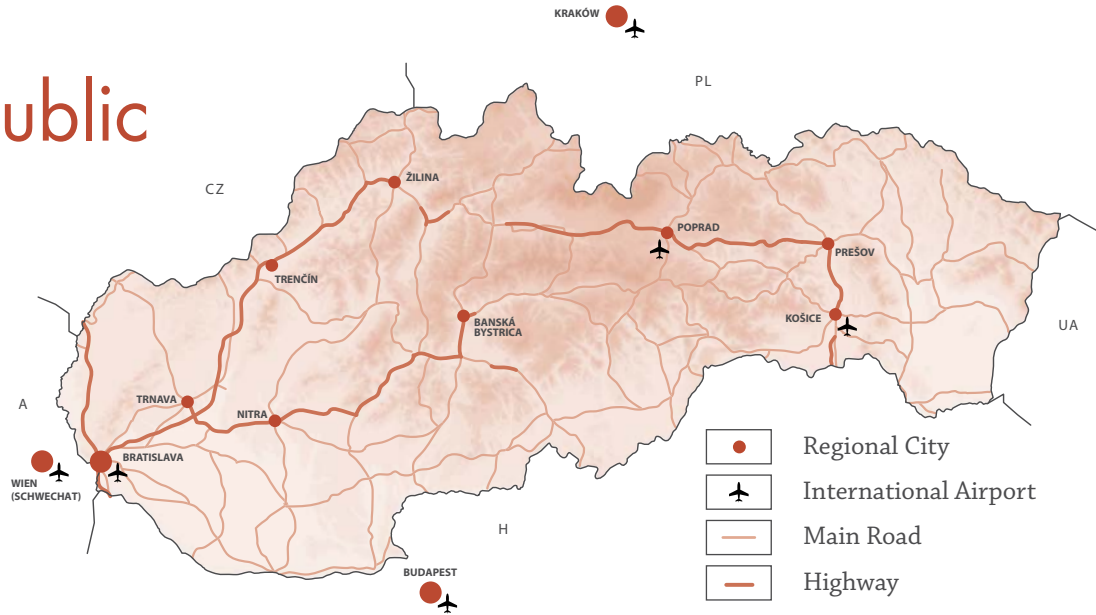 KRAKÓW
PL
ublic
CZ
ŽILINA
POPRAD
PREŠOV
TRENČÍN
BANSKÁ
BYSTRICA
KOŠICE
UA
A
TRNAVA
NITRA
BRATISLAVA
WIEN
(SCHWECHAT)
H
BUDAPEST
Regional City
International Airport
Main Road
Highway